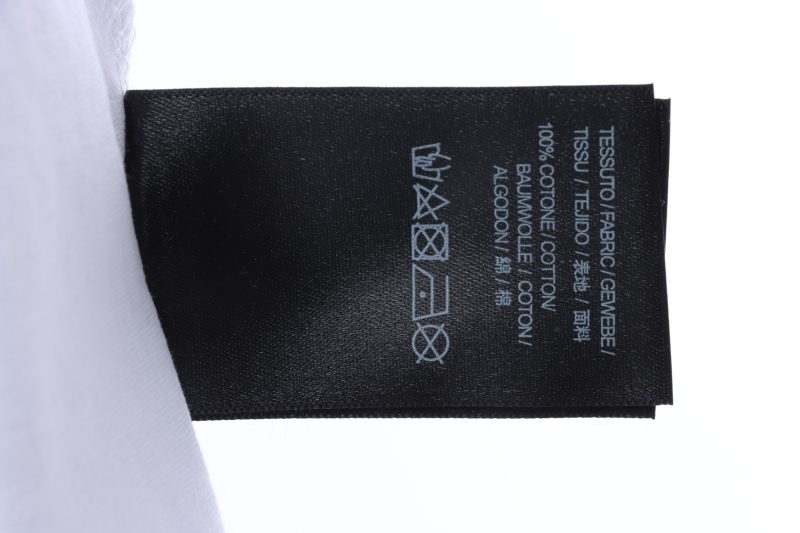 TESSUTO / FABRIC / GEWEBE /
TISSU / TEJIDO / 表地 / 面料
100% COTONE / COTTON/
BAUMWOLLE / COTON /
ALGODON / 綿 / 棉